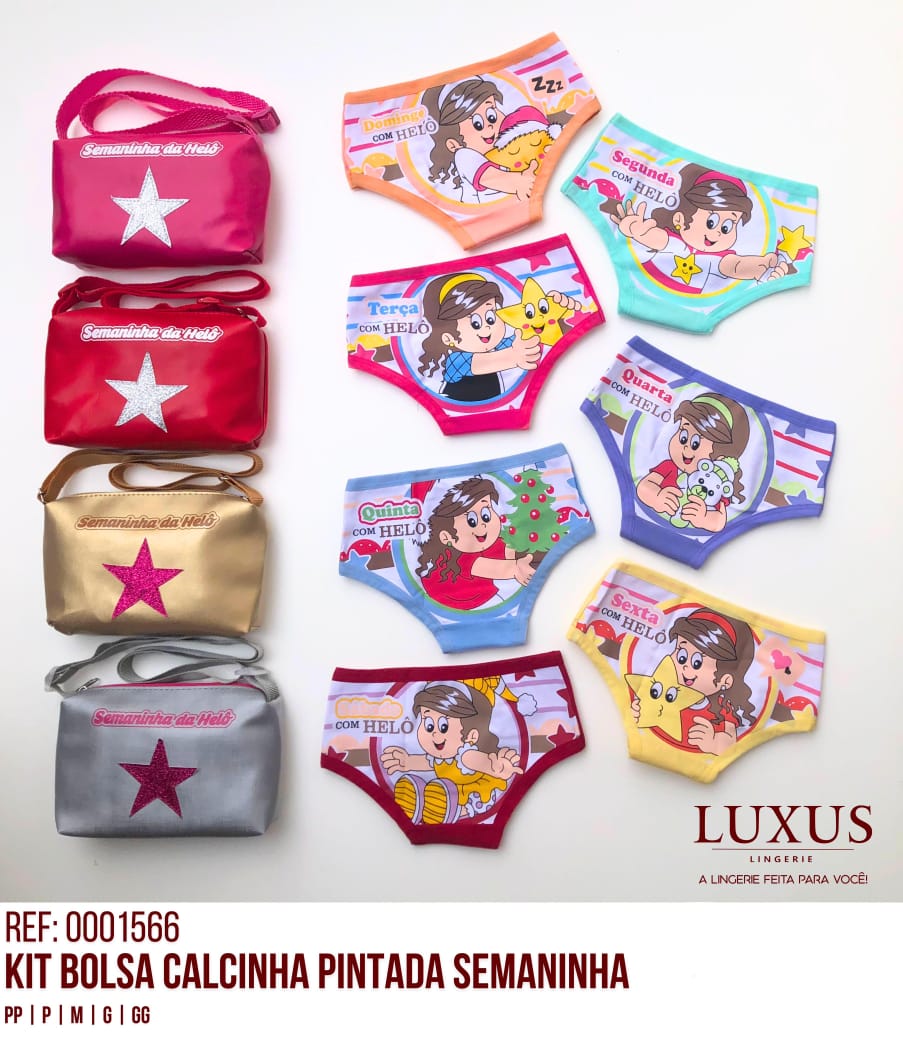 Semaninha da Helô
Semaninha da Helô
Semaninha da Helô
Semaninha da Helô
Domingo
COM HELÔ
ZZZ
Segunda
COM HELÔ
Terça
COM HELÔ
Quarta
COM HELÔ
Quinta
COM HELÔ
Sexta
COM HELÔ
Sábado
COM HELÔ
LUXUS
LINGERIE
A LINGERIE FEITA PARA VOCÊ!
REF: 0001566
KIT BOLSA CALCINHA PINTADA SEMANINHA
PP | P | M | G | GG